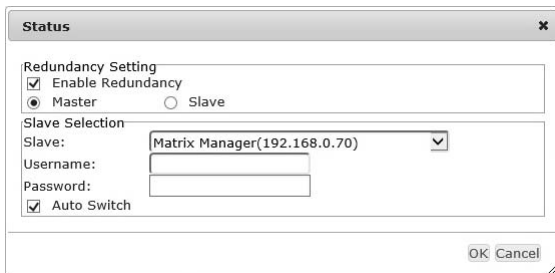 Status
Redundancy Setting
Enable Redundancy
Master Slave
Slave Selection
Slave: Matrix Manager(192.168.0.70)
Username:
Password:
Auto Switch
OK Cancel